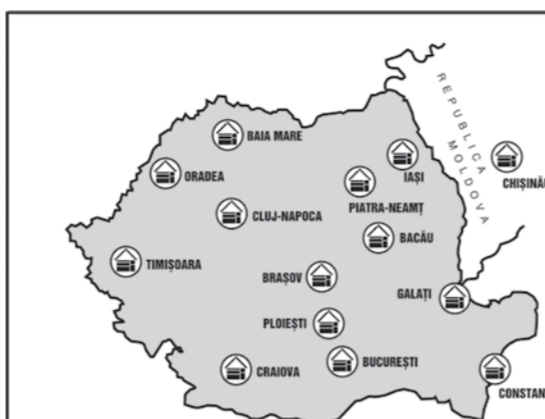 REPUBLICA
MOLDOVA
BAIA MARE
IAȘI
CHIȘINĂ
ORADEA
PIATRA-NEAMȚ
CLUJ-NAPOCA
BACĂU
TIMIȘOARA
BRAȘOV
GALAȚI
PLOIEȘTI
BUCUREȘTI
CRAIOVA
CONSTAN